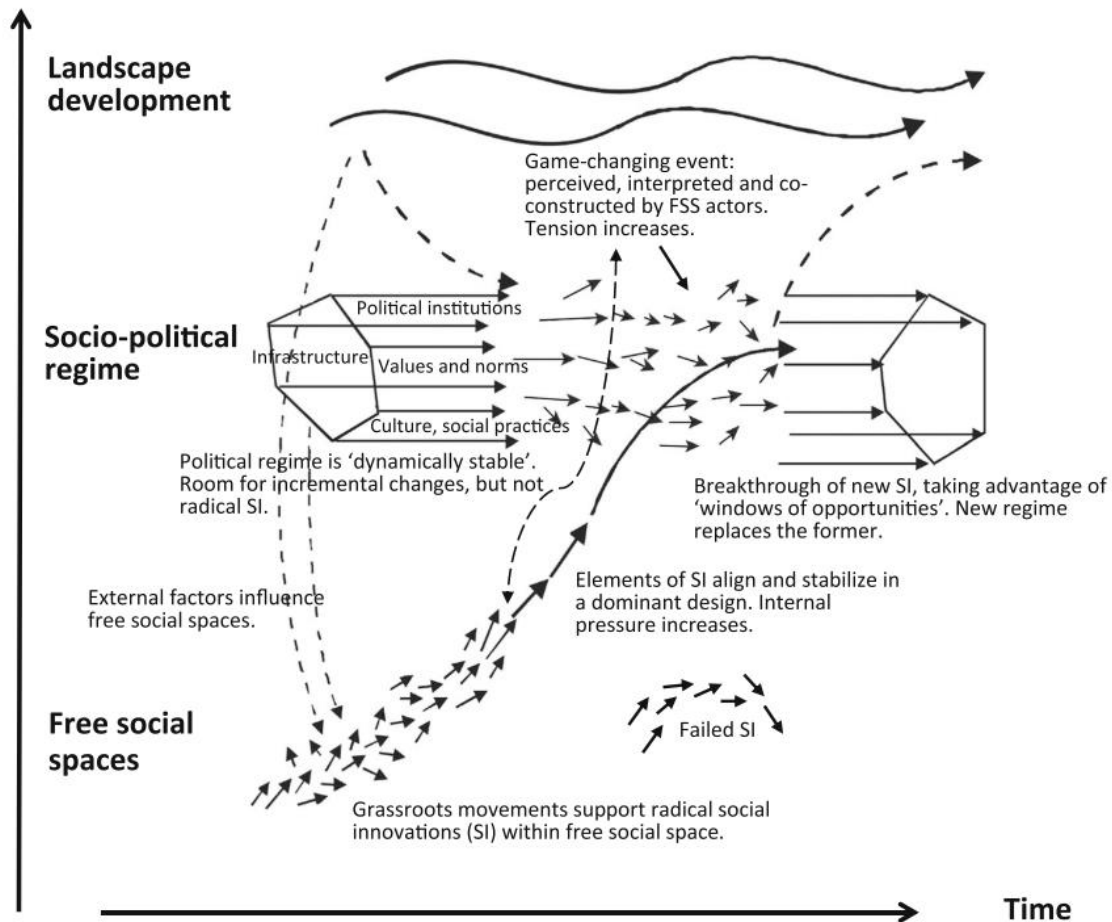 Landscape
development
Game-changing event:
perceived, interpreted and co-
constructed by FSS actors.
Tension increases.
Socio-political
regime
Political institutions
Infrastructure
Values and norms
Culture, social practices
Political regime is ‘dynamically stable’.
Room for incremental changes, but not
radical SI.
Breakthrough of new SI, taking advantage of
‘windows of opportunities’. New regime
replaces the former.
External factors influence
free social spaces.
Elements of SI align and stabilize in
a dominant design. Internal
pressure increases.
Free social
spaces
Failed SI
Grassroots movements support radical social
innovations (SI) within free social space.
Time